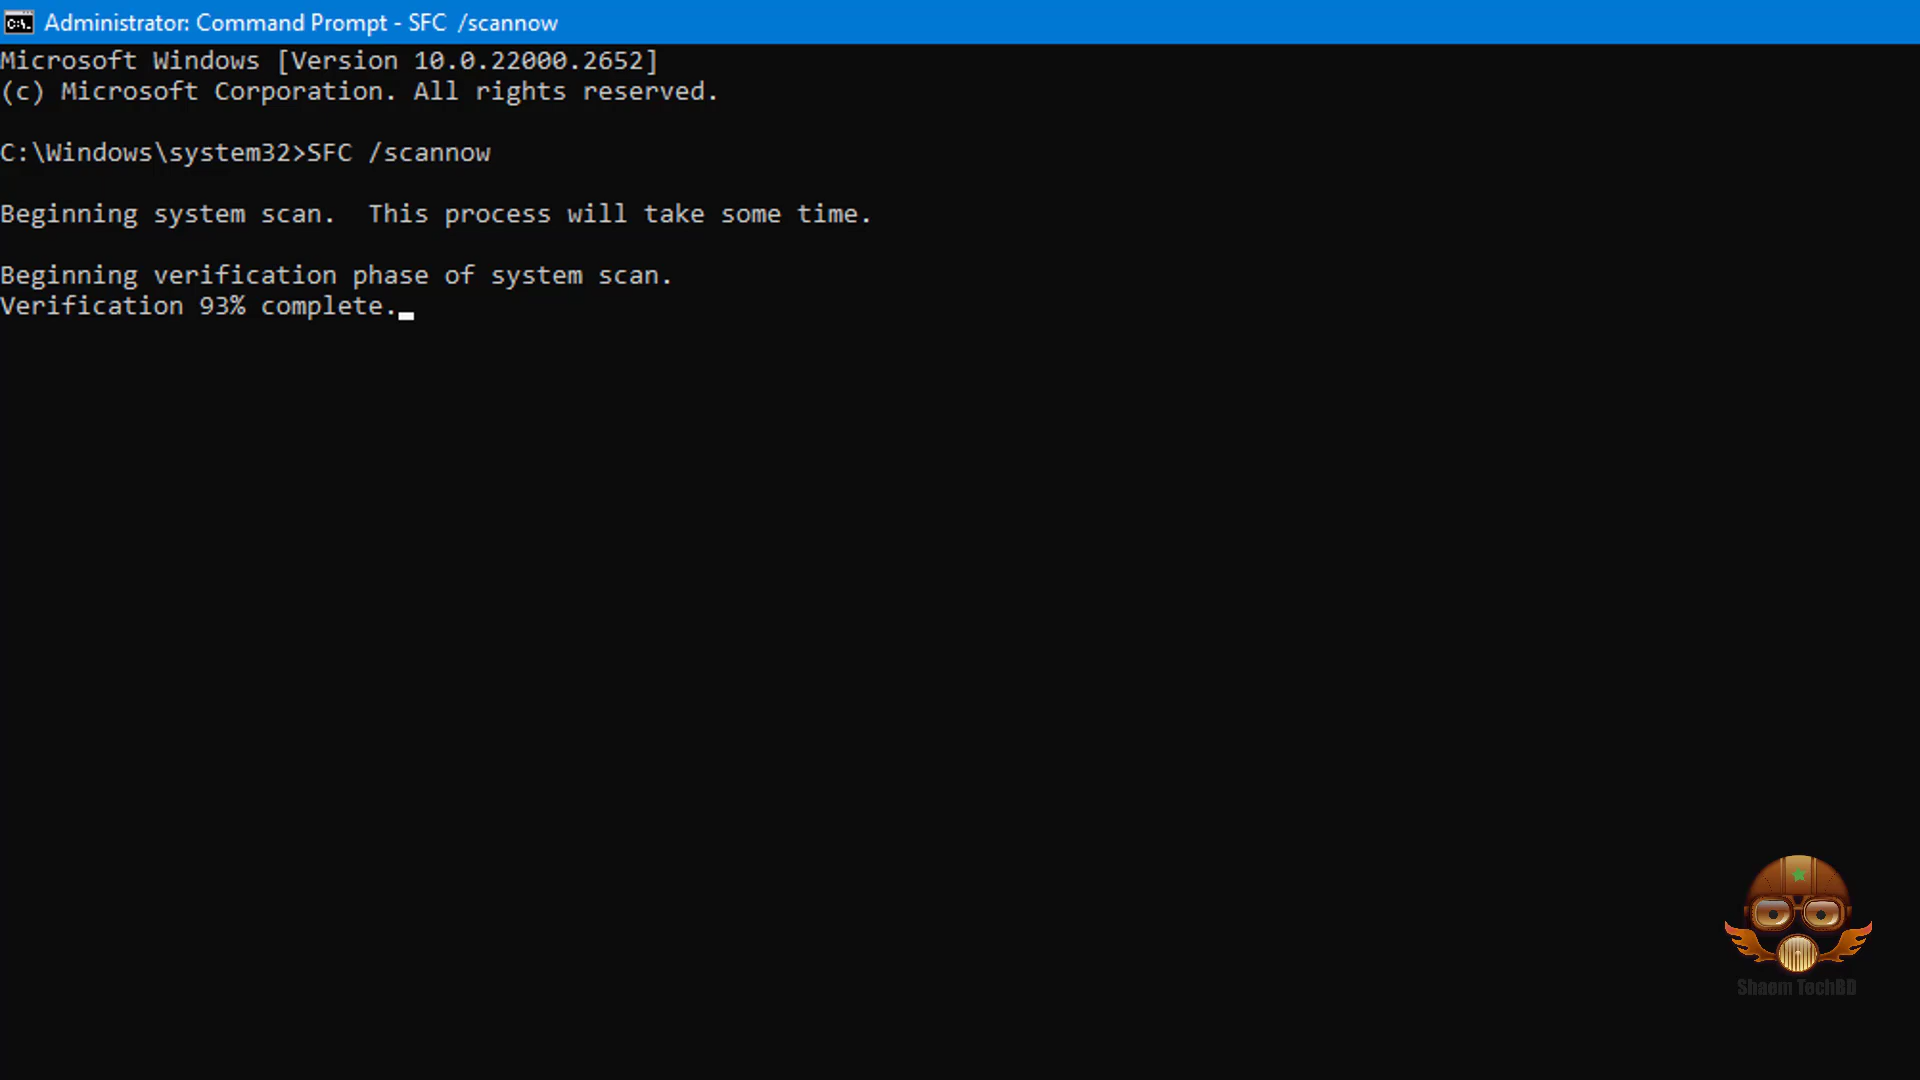 Administrator: Command Prompt - SFC  /scannow
Microsoft Windows [Version 10.0.22000.2652]
(c) Microsoft Corporation. All rights reserved.
C:\Windows\system32>SFC /scannow
Beginning system scan.  This process will take some time.
Beginning verification phase of system scan.
Verification 93% complete.
Shaem TechBD